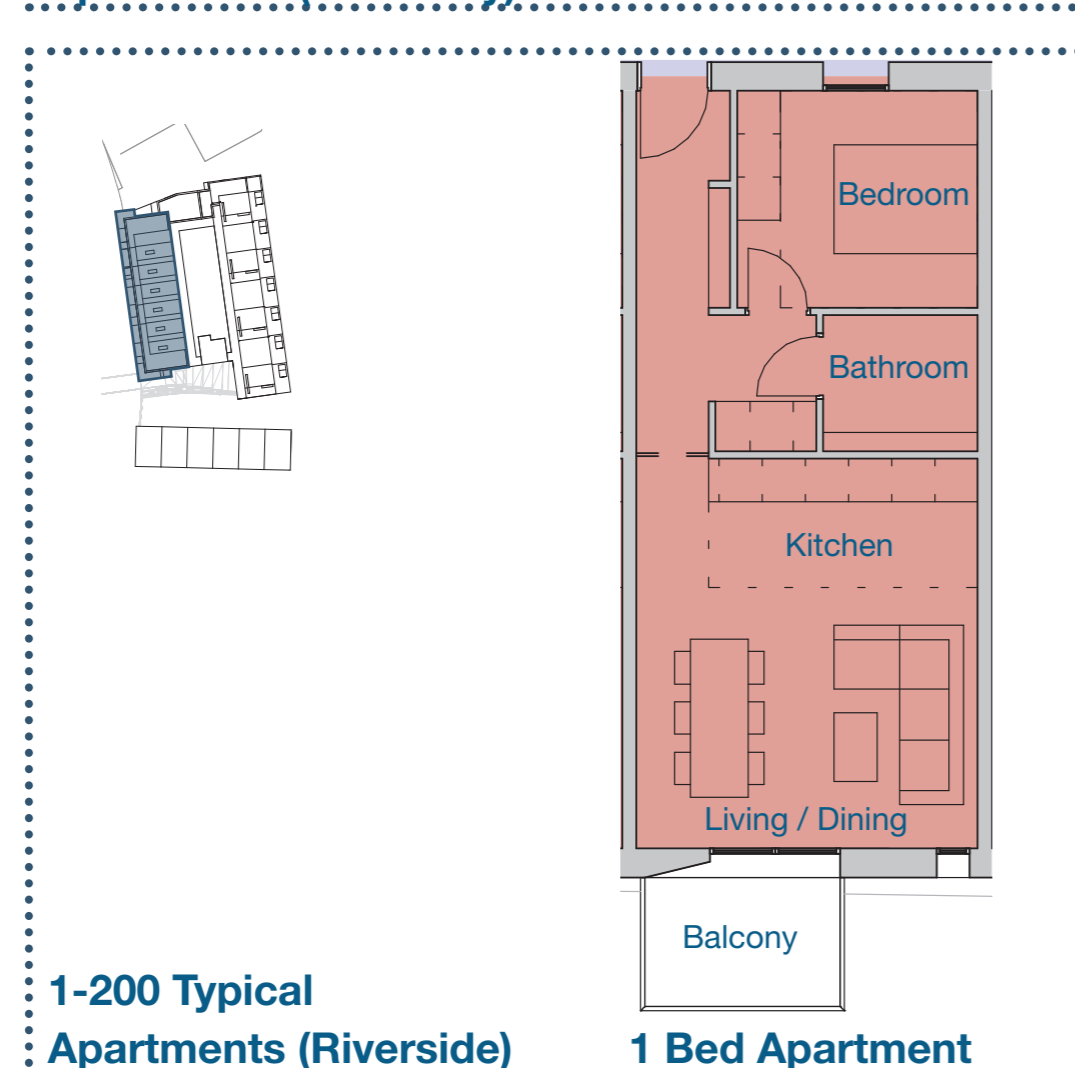 Bedroom
Bathroom
Kitchen
Living / Dining
Balcony
1-200 Typical
Apartments (Riverside)
1 Bed Apartment